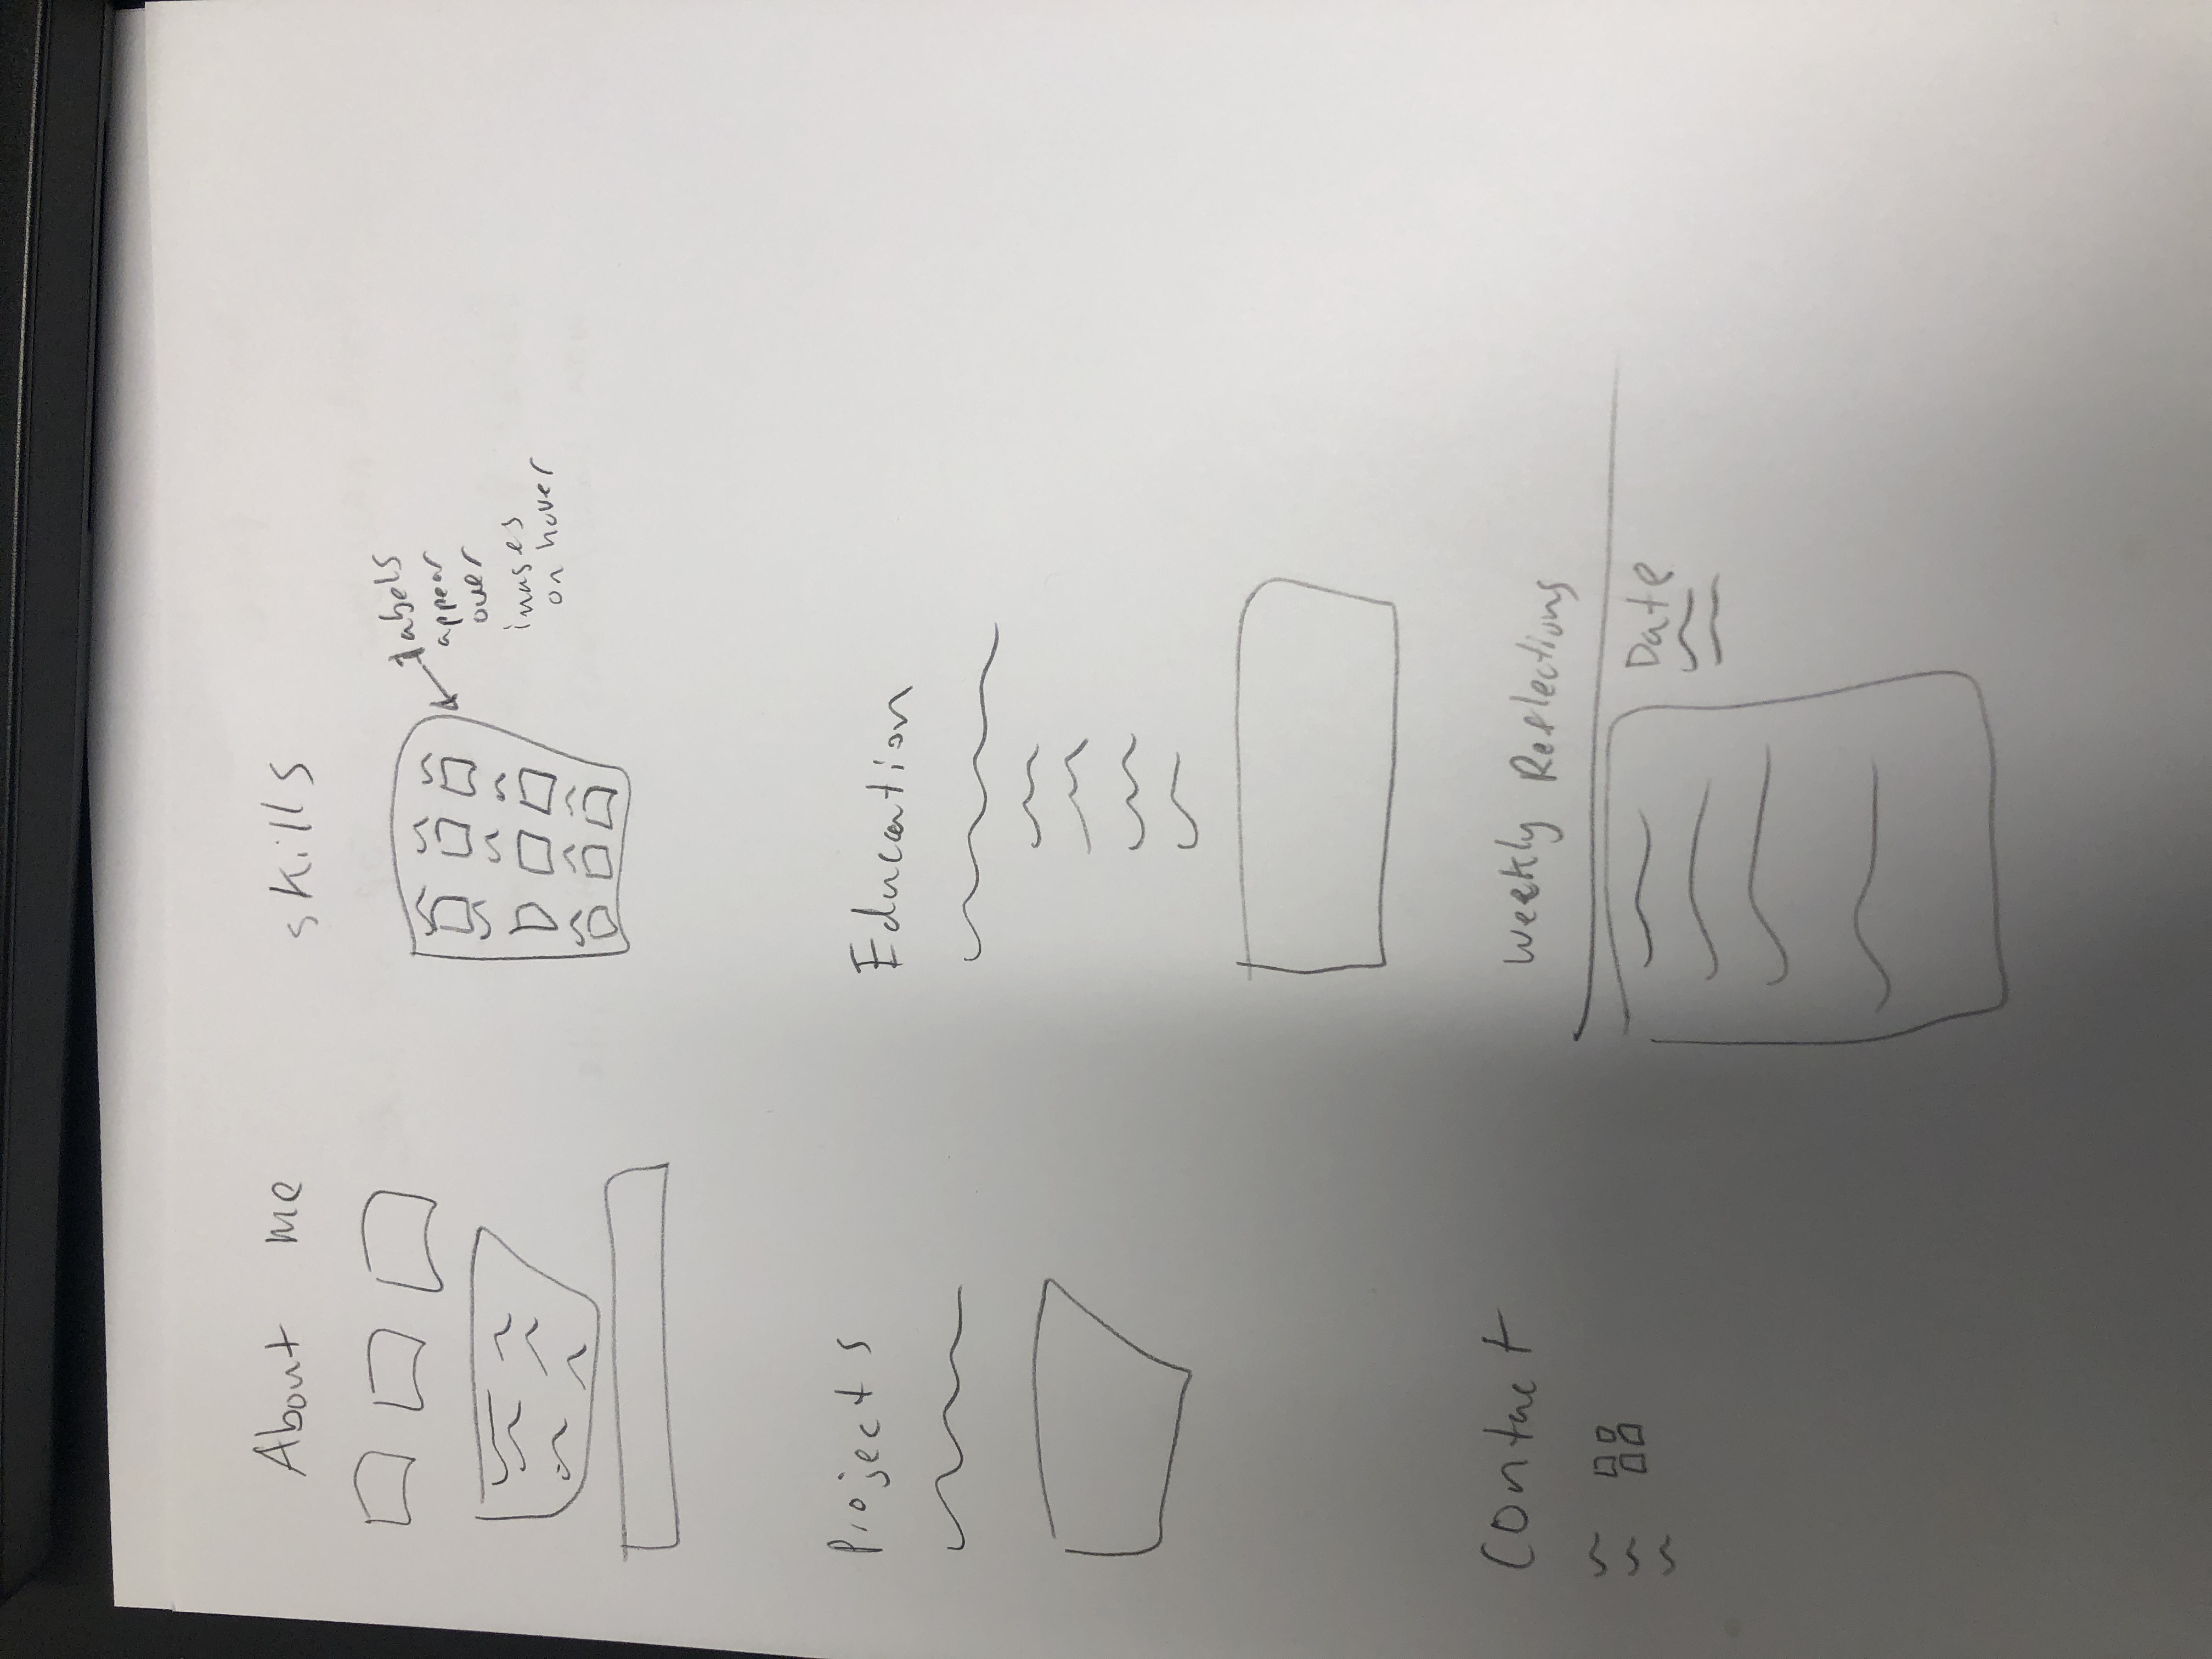 About me
skills
labels
appear
over
images
on hover
Projects
Education
Contact
Weekly Reflections
Date